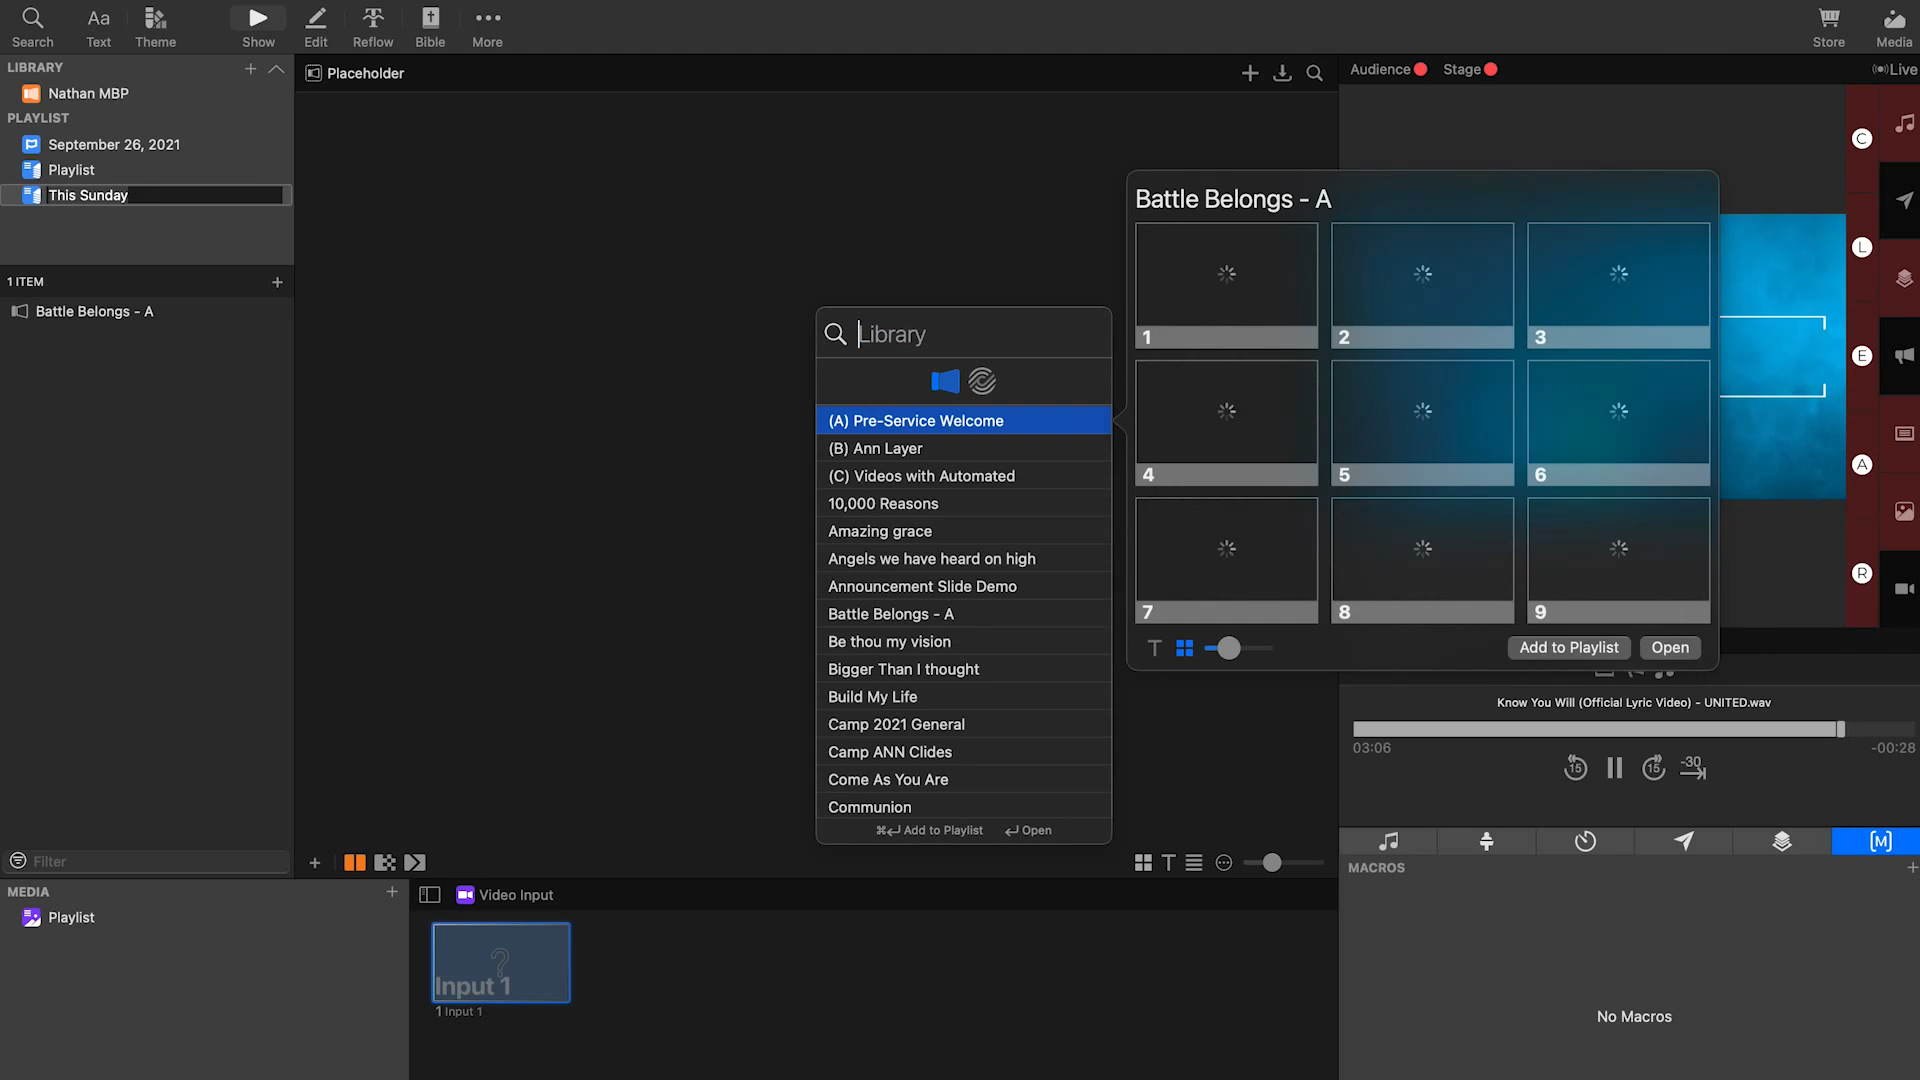 Search
Text
Theme
Show
Edit
Reflow
Bible
More
Store
Media
LIBRARY
Nathan MBP
PLAYLIST
September 26, 2021
Playlist
This Sunday
1 ITEM
Battle Belongs - A
Filter
Placeholder
Library
(A) Pre-Service Welcome
(B) Ann Layer
(C) Videos with Automated
10,000 Reasons
Amazing grace
Angels we have heard on high
Announcement Slide Demo
Battle Belongs - A
Be thou my vision
Bigger Than I thought
Build My Life
Camp 2021 General
Camp ANN Clides
Come As You Are
Communion
⌘↵ Add to Playlist ↵ Open
Battle Belongs - A
1
2
3
4
5
6
7
8
9
Add to Playlist
Open
Audience
Stage
Live
C
L
E
A
R
Know You Will (Official Lyric Video) - UNITED.wav
03:06
-00:28
15
15
-30
[M]
MACROS
No Macros
MEDIA
Playlist
Video Input
?
Input 1
1 Input 1